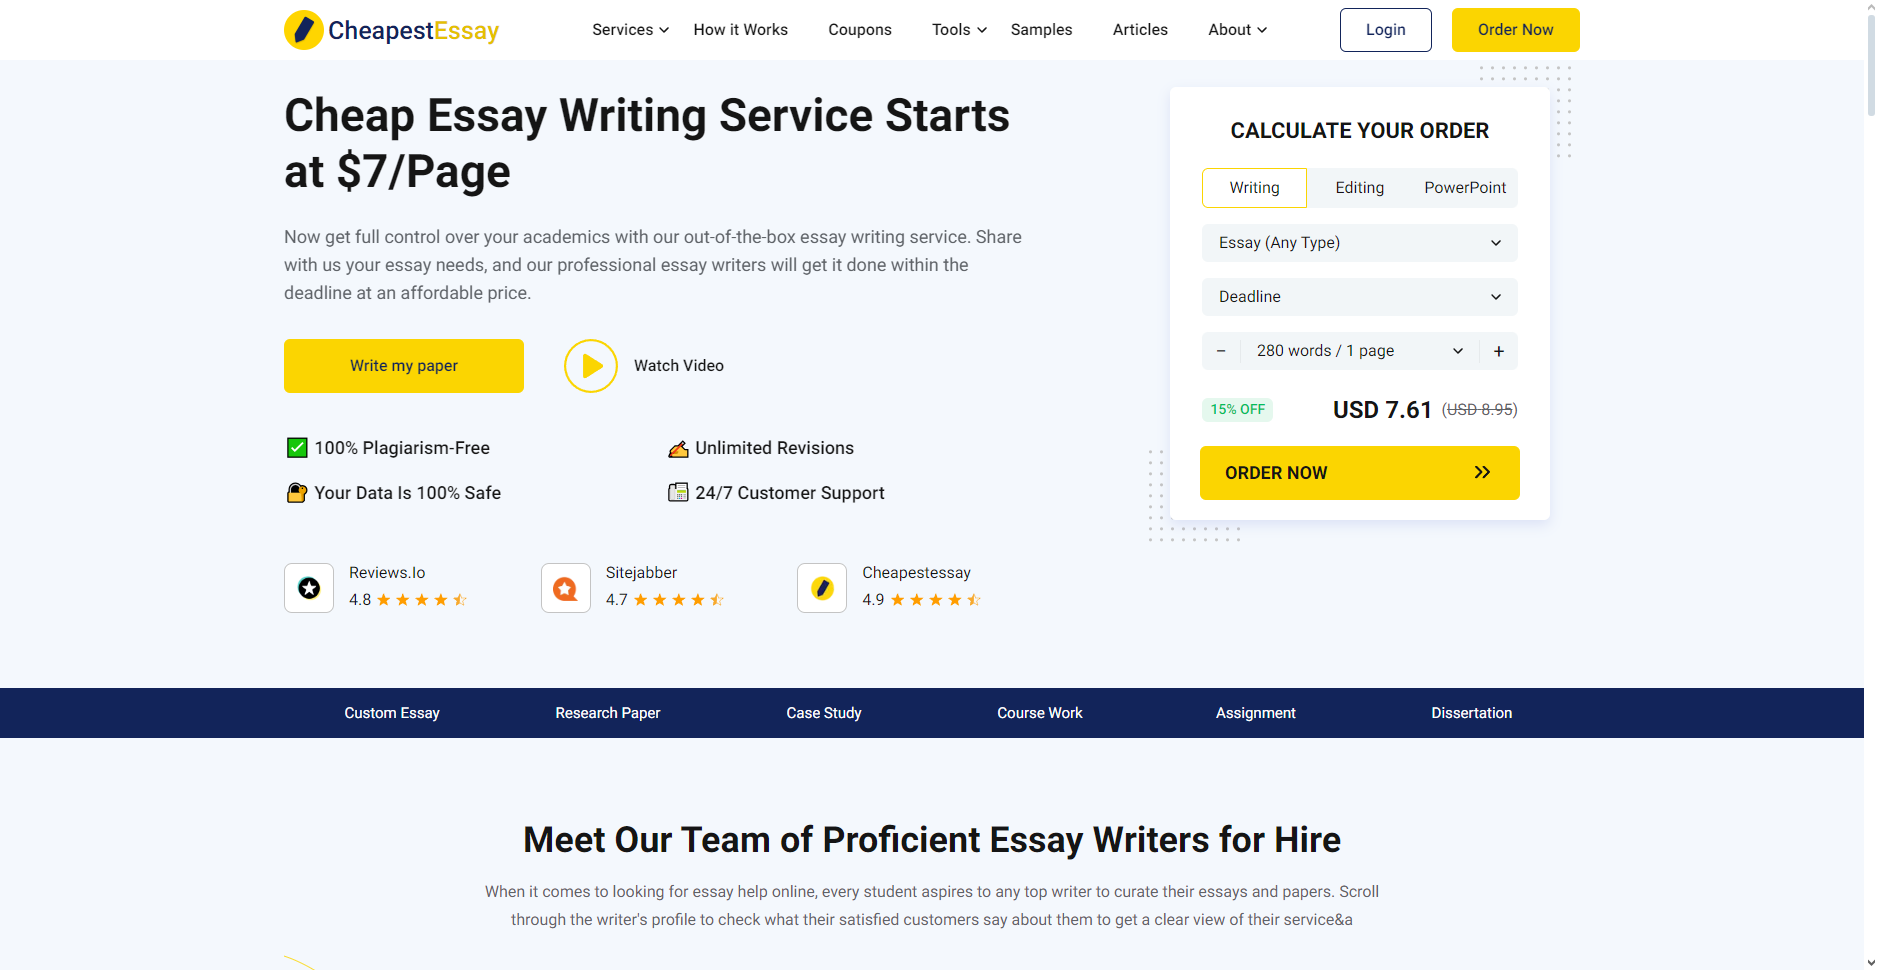 CheapestEssay
Services
How it Works
Coupons
Tools
Samples
Articles
About
Login
Order Now
Cheap Essay Writing Service Starts
at $7/Page
Now get full control over your academics with our out-of-the-box essay writing service. Share
with us your essay needs, and our professional essay writers will get it done within the
deadline at an affordable price.
Write my paper
Watch Video
100% Plagiarism-Free
Unlimited Revisions
Your Data Is 100% Safe
24/7 Customer Support
Reviews.Io
4.8
Sitejabber
4.7
Cheapestessay
4.9
CALCULATE YOUR ORDER
Writing
Editing
PowerPoint
Essay (Any Type)
Deadline
− 280 words / 1 page +
15% OFF
USD 7.61 (USD 8.95)
ORDER NOW
Custom Essay
Research Paper
Case Study
Course Work
Assignment
Dissertation
Meet Our Team of Proficient Essay Writers for Hire
When it comes to looking for essay help online, every student aspires to any top writer to curate their essays and papers. Scroll
through the writer's profile to check what their satisfied customers say about them to get a clear view of their service&a